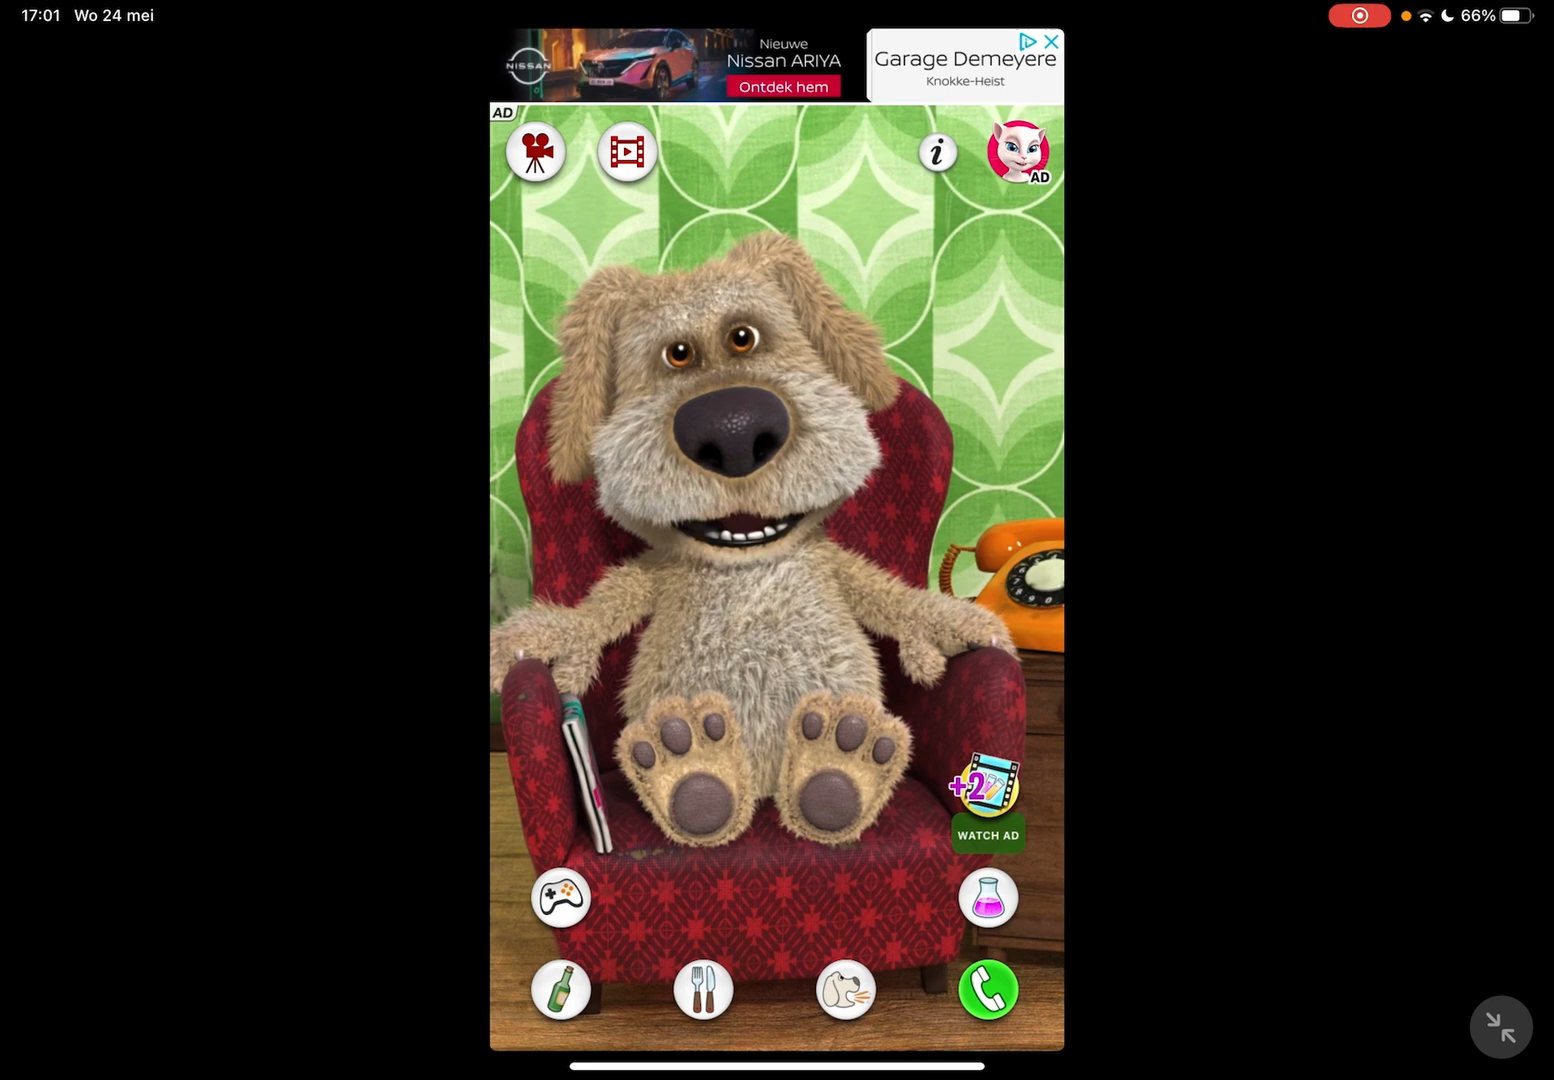 17:01 Wo 24 mei
66%
NISSAN
Nieuwe
Nissan ARIYA
Ontdek hem
Garage Demeyere
Knokke-Heist
AD
i
AD
+2
WATCH AD